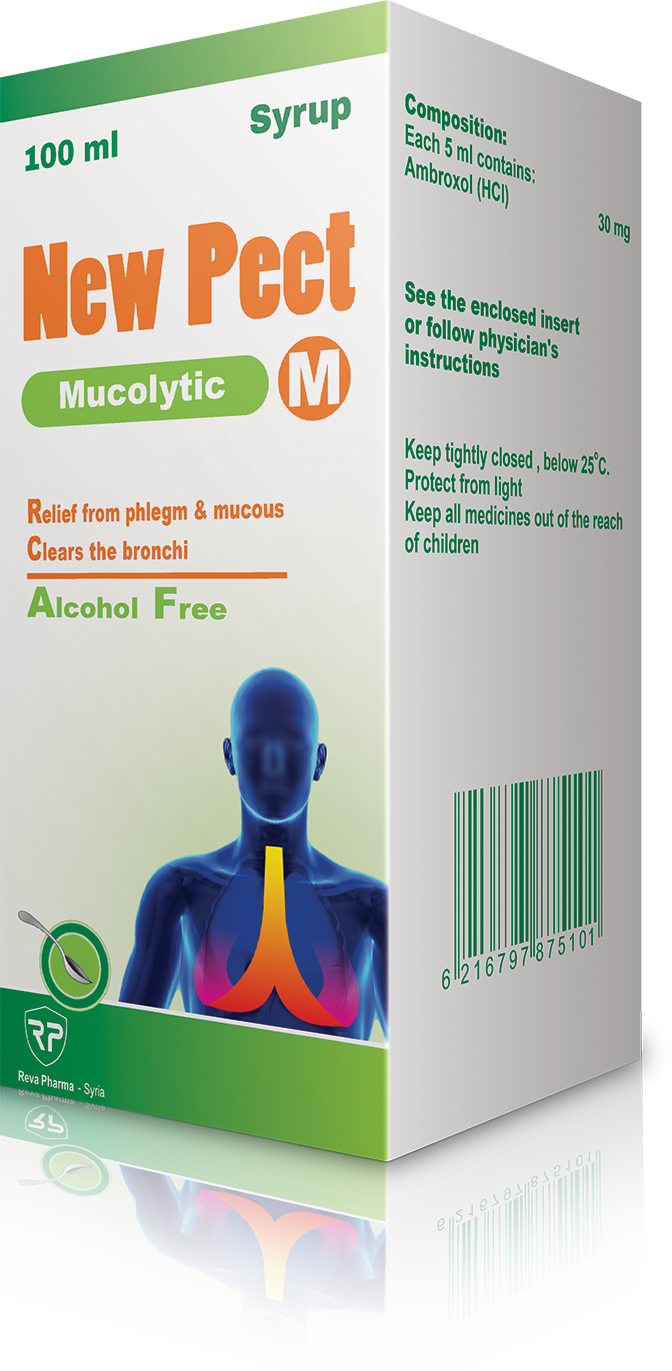 100 ml
Syrup
New Pect
Mucolytic
M
Relief from phlegm & mucous
Clears the bronchi
Alcohol Free
RP
Reva Pharma - Syria
Composition:
Each 5 ml contains:
Ambroxol (HCl)
30 mg
See the enclosed insert
or follow physician's
instructions
Keep tightly closed , below 25°C.
Protect from light
Keep all medicines out of the reach
of children
6 216797 875101